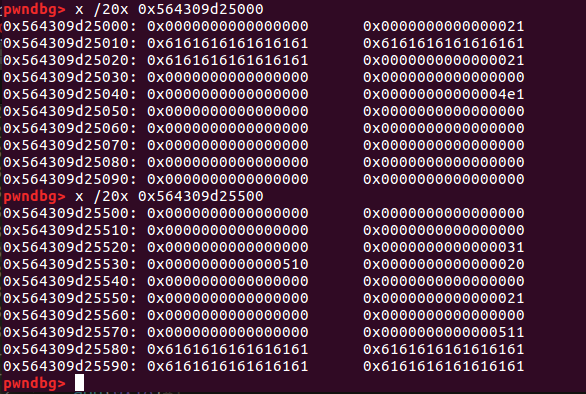 pwndbg> x /20x 0x564309d25000
0x564309d25000: 0x0000000000000000 0x0000000000000021
0x564309d25010: 0x6161616161616161 0x6161616161616161
0x564309d25020: 0x6161616161616161 0x0000000000000021
0x564309d25030: 0x0000000000000000 0x0000000000000000
0x564309d25040: 0x0000000000000000 0x00000000000004e1
0x564309d25050: 0x0000000000000000 0x0000000000000000
0x564309d25060: 0x0000000000000000 0x0000000000000000
0x564309d25070: 0x0000000000000000 0x0000000000000000
0x564309d25080: 0x0000000000000000 0x0000000000000000
0x564309d25090: 0x0000000000000000 0x0000000000000000
pwndbg> x /20x 0x564309d25500
0x564309d25500: 0x0000000000000000 0x0000000000000000
0x564309d25510: 0x0000000000000000 0x0000000000000000
0x564309d25520: 0x0000000000000000 0x0000000000000031
0x564309d25530: 0x0000000000000510 0x0000000000000020
0x564309d25540: 0x0000000000000000 0x0000000000000000
0x564309d25550: 0x0000000000000000 0x0000000000000021
0x564309d25560: 0x0000000000000000 0x0000000000000000
0x564309d25570: 0x0000000000000000 0x0000000000000511
0x564309d25580: 0x6161616161616161 0x6161616161616161
0x564309d25590: 0x6161616161616161 0x6161616161616161
pwndbg>